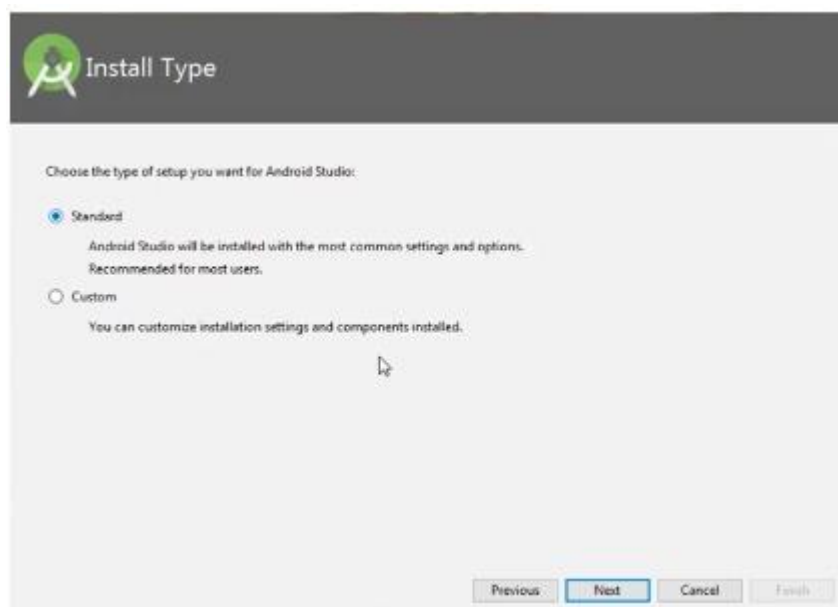 Install Type
Choose the type of setup you want for Android Studio:
Standard
Android Studio will be installed with the most common settings and options.
Recommended for most users.
Custom
You can customize installation settings and components installed.
Previous Next Cancel Finish